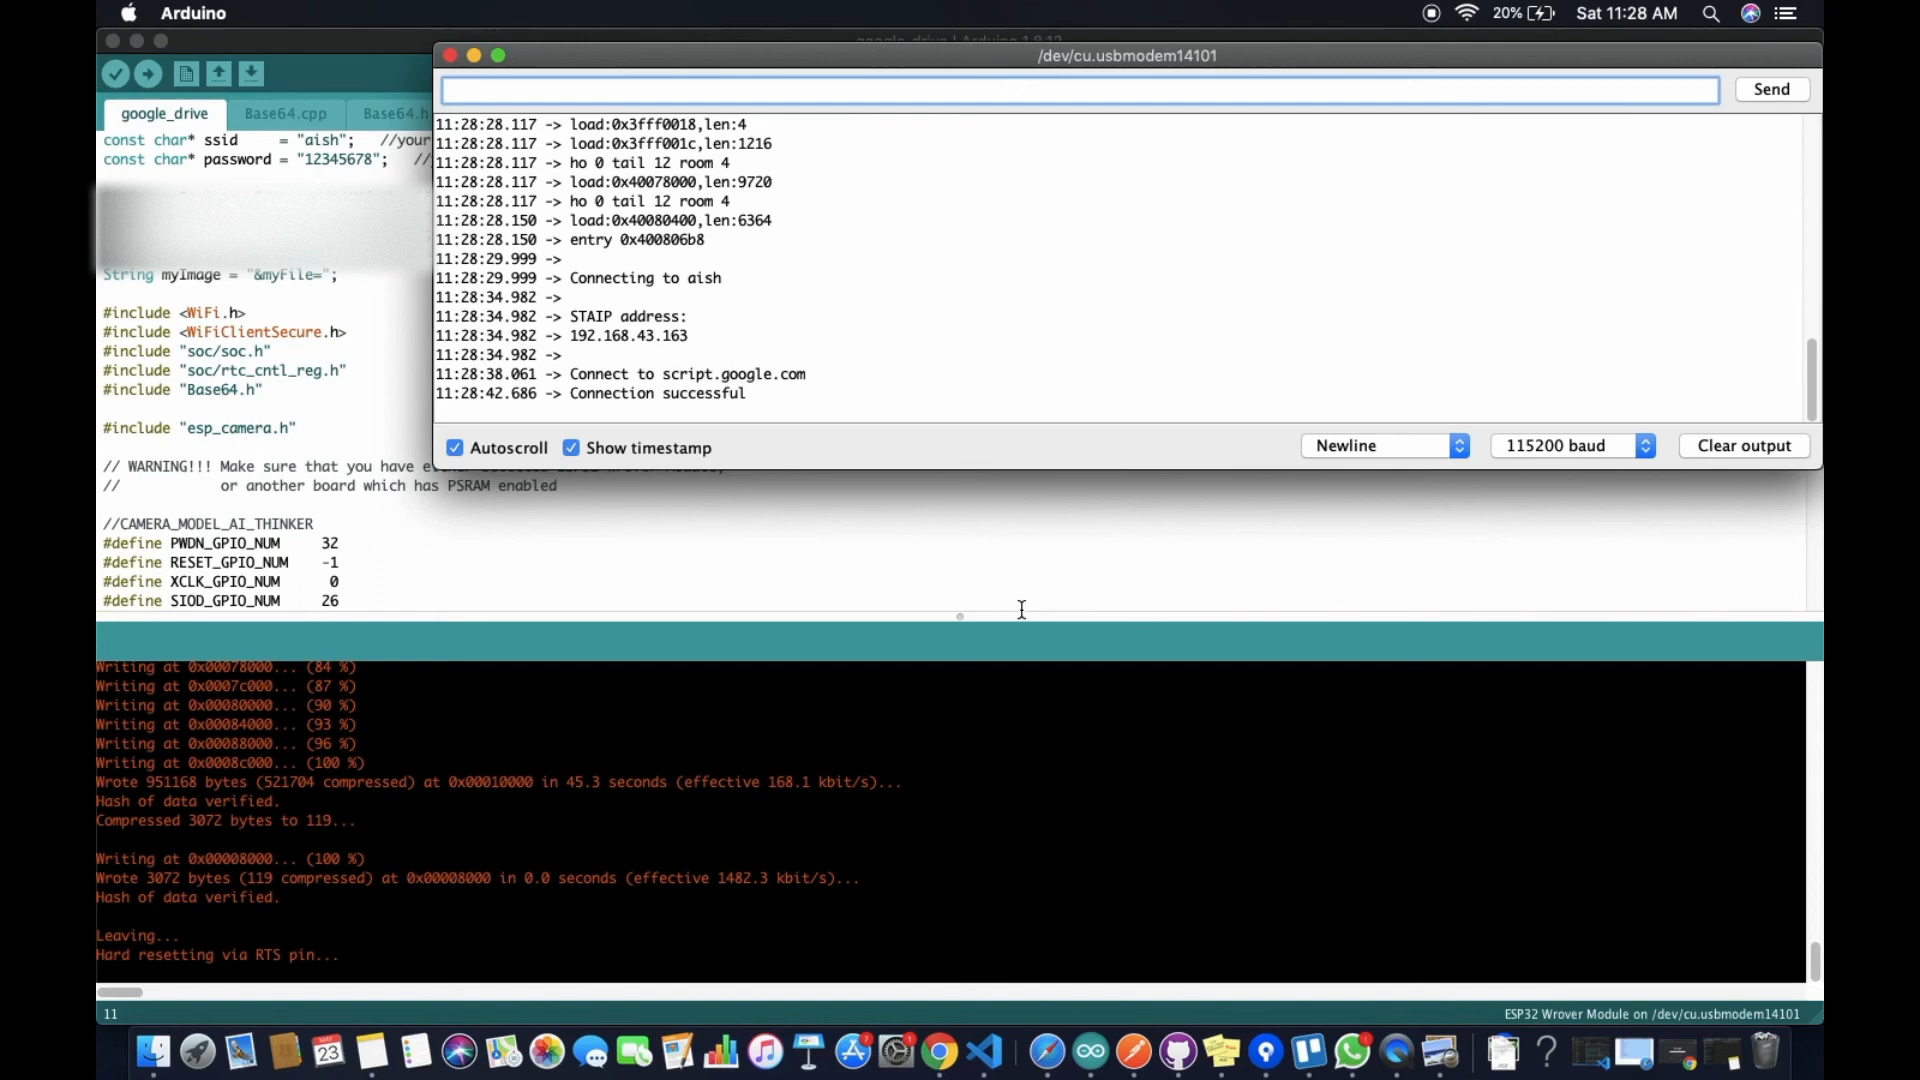 Arduino
20%
Sat 11:28 AM
/dev/cu.usbmodem14101
Send
google_drive
Base64.cpp
Base64.h
const char* ssid     = "aish";   //your
const char* password = "12345678";   //
String myImage = "&myFile=";
#include <WiFi.h>
#include <WiFiClientSecure.h>
#include "soc/soc.h"
#include "soc/rtc_cntl_reg.h"
#include "Base64.h"
#include "esp_camera.h"
// WARNING!!! Make sure that you have
//            or another board which has PSRAM enabled
//CAMERA_MODEL_AI_THINKER
#define PWDN_GPIO_NUM     32
#define RESET_GPIO_NUM    -1
#define XCLK_GPIO_NUM      0
#define SIOD_GPIO_NUM     26
11:28:28.117 -> load:0x3fff0018,len:4
11:28:28.117 -> load:0x3fff001c,len:1216
11:28:28.117 -> ho 0 tail 12 room 4
11:28:28.117 -> load:0x40078000,len:9720
11:28:28.117 -> ho 0 tail 12 room 4
11:28:28.150 -> load:0x40080400,len:6364
11:28:28.150 -> entry 0x400806b8
11:28:29.999 ->
11:28:29.999 -> Connecting to aish
11:28:34.982 ->
11:28:34.982 -> STAIP address:
11:28:34.982 -> 192.168.43.163
11:28:34.982 ->
11:28:38.061 -> Connect to script.google.com
11:28:42.686 -> Connection successful
Autoscroll
Show timestamp
Newline
115200 baud
Clear output
Writing at 0x00078000... (84 %)
Writing at 0x0007c000... (87 %)
Writing at 0x00080000... (90 %)
Writing at 0x00084000... (93 %)
Writing at 0x00088000... (96 %)
Writing at 0x0008c000... (100 %)
Wrote 951168 bytes (521704 compressed) at 0x00010000 in 45.3 seconds (effective 168.1 kbit/s)...
Hash of data verified.
Compressed 3072 bytes to 119...
Writing at 0x00008000... (100 %)
Wrote 3072 bytes (119 compressed) at 0x00008000 in 0.0 seconds (effective 1482.3 kbit/s)...
Hash of data verified.
Leaving...
Hard resetting via RTS pin...
11
ESP32 Wrover Module on /dev/cu.usbmodem14101
MAY
23